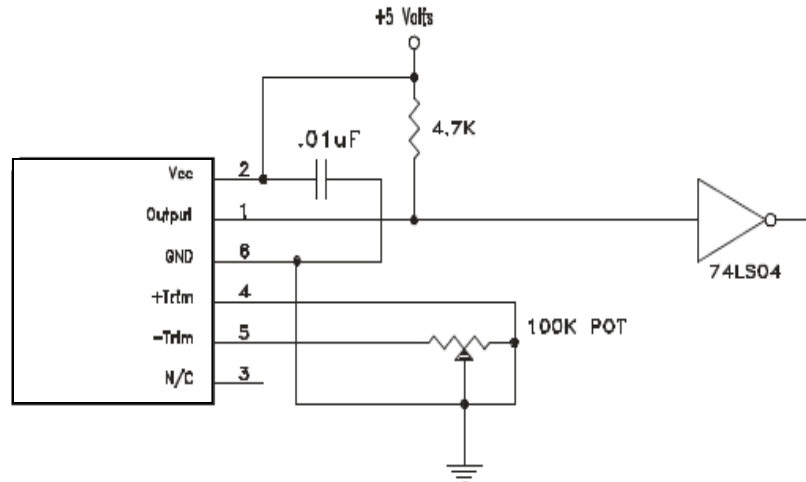 +5 Volts
4.7K
.01uF
Vcc 2
Output 1
GND 6
+Trim 4
-Trim 5
N/C 3
74LS04
100K POT